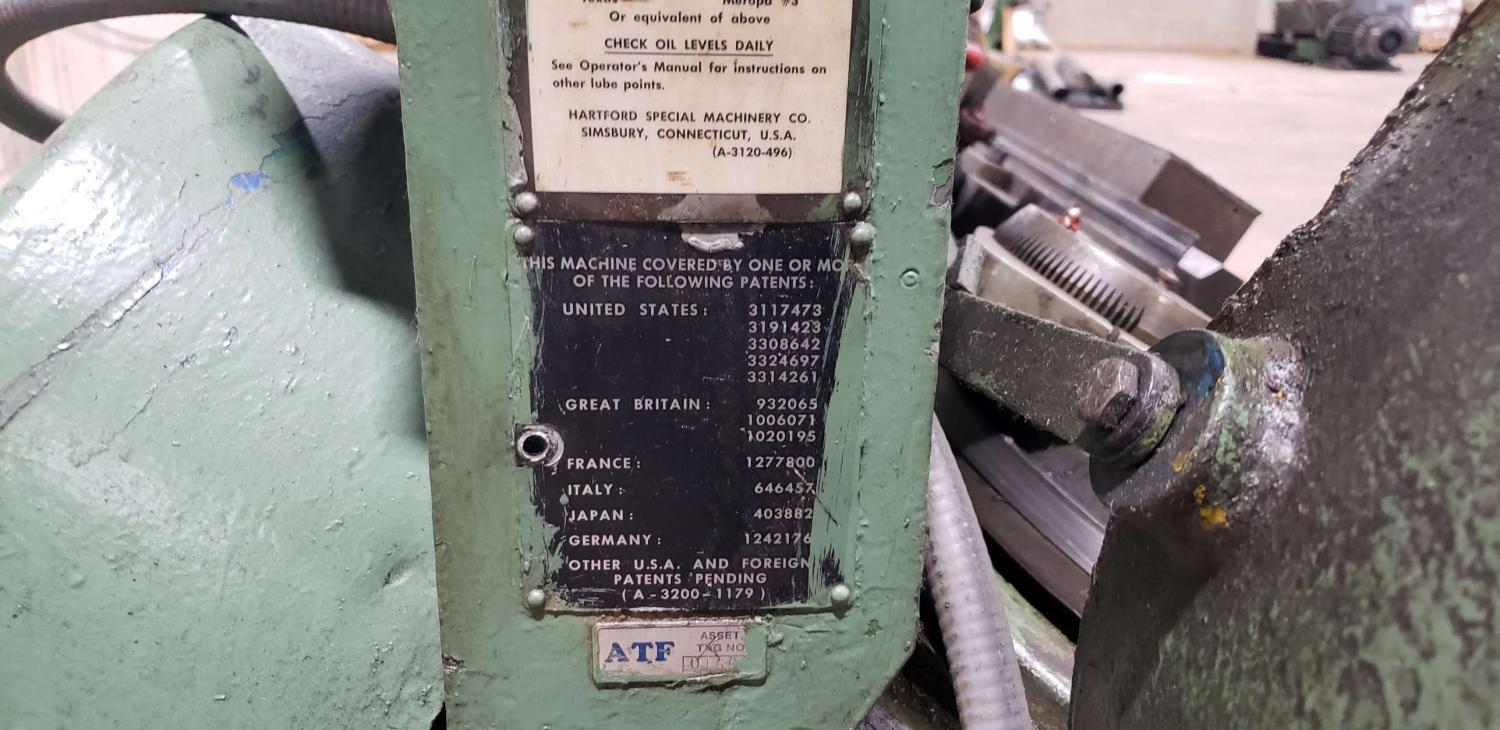 Meropa #3
Or equivalent of above
CHECK OIL LEVELS DAILY
See Operator's Manual for instructions on
other lube points.
HARTFORD SPECIAL MACHINERY CO.
SIMSBURY, CONNECTICUT, U.S.A.
(A-3120-496)
THIS MACHINE COVERED BY ONE OR MO
OF THE FOLLOWING PATENTS:
UNITED STATES: 3117473
3191423
3308642
3324697
3314261
GREAT BRITAIN: 932065
1006071
1020195
FRANCE: 1277800
ITALY: 646457
JAPAN: 403882
GERMANY: 1242176
OTHER U.S.A. AND FOREIGN
PATENTS PENDING
(A-3200-1179)
ATF ASSET
TAG NO